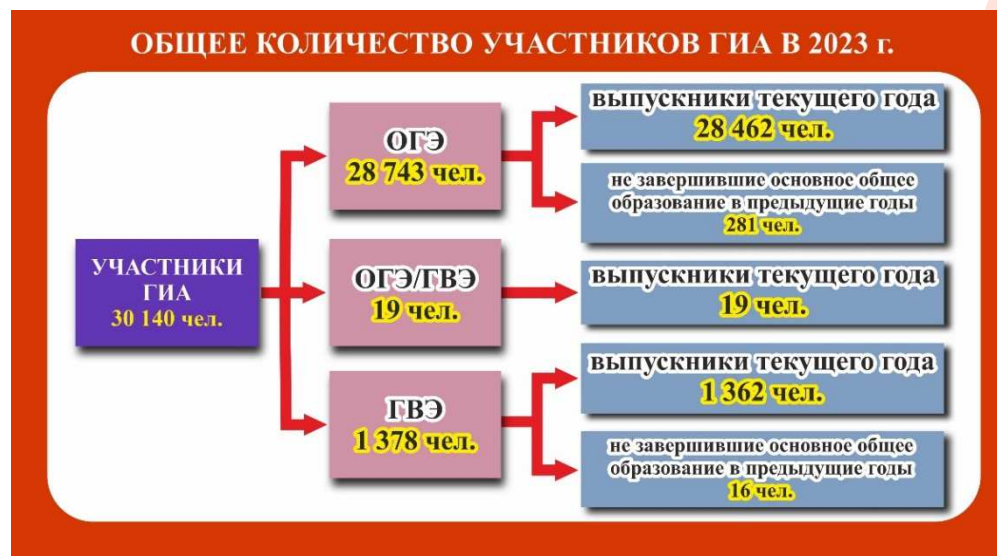 ОБЩЕЕ КОЛИЧЕСТВО УЧАСТНИКОВ ГИА В 2023 г.
УЧАСТНИКИ
ГИА
30 140 чел.
ОГЭ
28 743 чел.
выпускники текущего года
28 462 чел.
не завершившие основное общее
образование в предыдущие годы
281 чел.
ОГЭ/ГВЭ
19 чел.
выпускники текущего года
19 чел.
ГВЭ
1 378 чел.
выпускники текущего года
1 362 чел.
не завершившие основное общее
образование в предыдущие годы
16 чел.